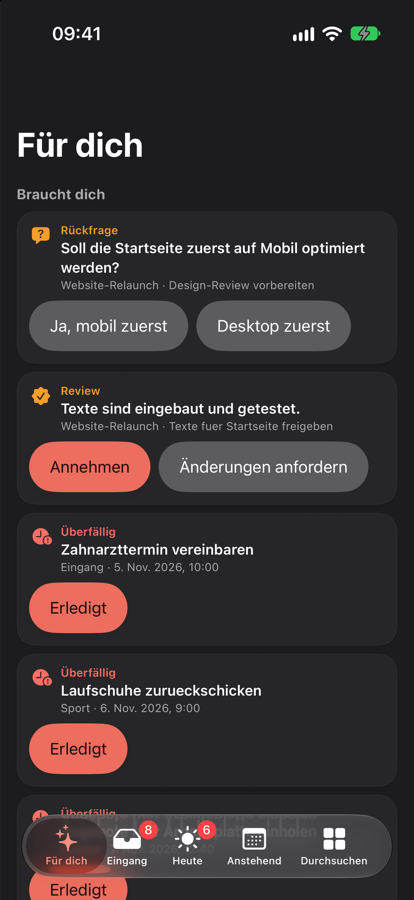 09:41
Für dich
Braucht dich
Rückfrage
Soll die Startseite zuerst auf Mobil optimiert
werden?
Website-Relaunch · Design-Review vorbereiten
Ja, mobil zuerst
Desktop zuerst
Review
Texte sind eingebaut und getestet.
Website-Relaunch · Texte fuer Startseite freigeben
Annehmen
Änderungen anfordern
Überfällig
Zahnarzttermin vereinbaren
Eingang · 5. Nov. 2026, 10:00
Erledigt
Überfällig
Laufschuhe zurueckschicken
Sport · 6. Nov. 2026, 9:00
Erledigt
Überfällig
8
6
Für dich
Eingang
Heute
Anstehend
Durchsuchen
Erledigt